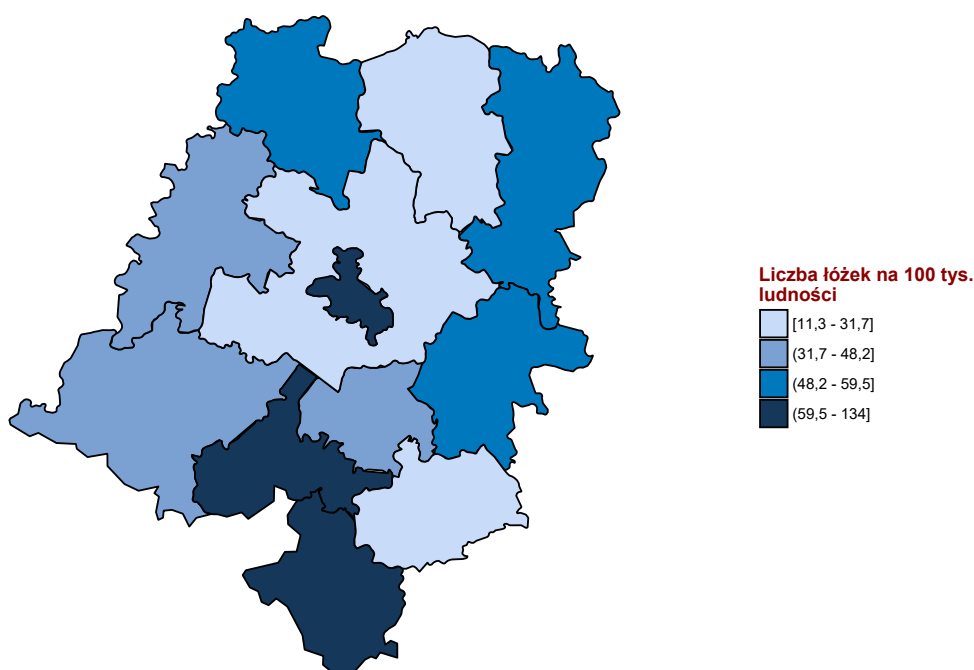 Liczba łóżek na 100 tys.
ludności
[11,3 - 31,7]
(31,7 - 48,2]
(48,2 - 59,5]
(59,5 - 134]